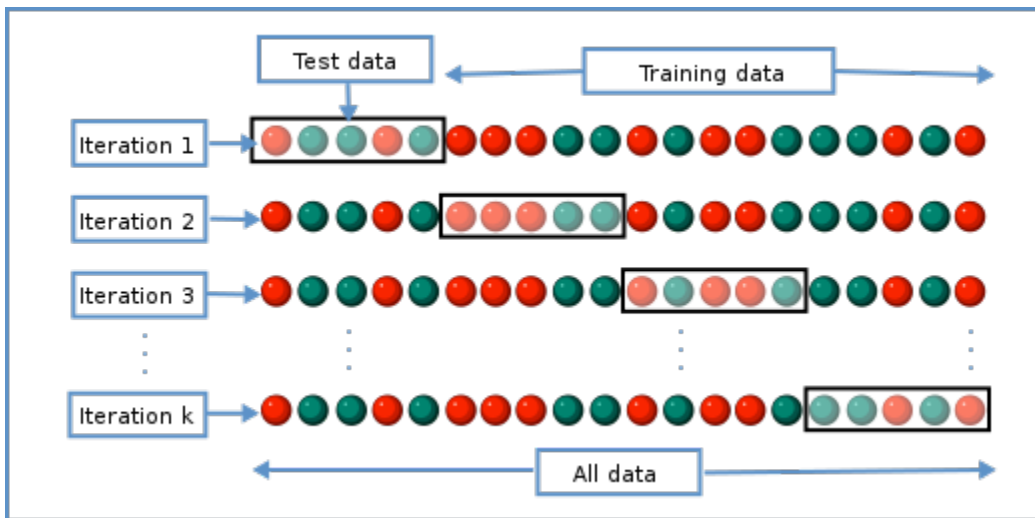 Test data
Training data
Iteration 1
Iteration 2
Iteration 3
Iteration k
All data